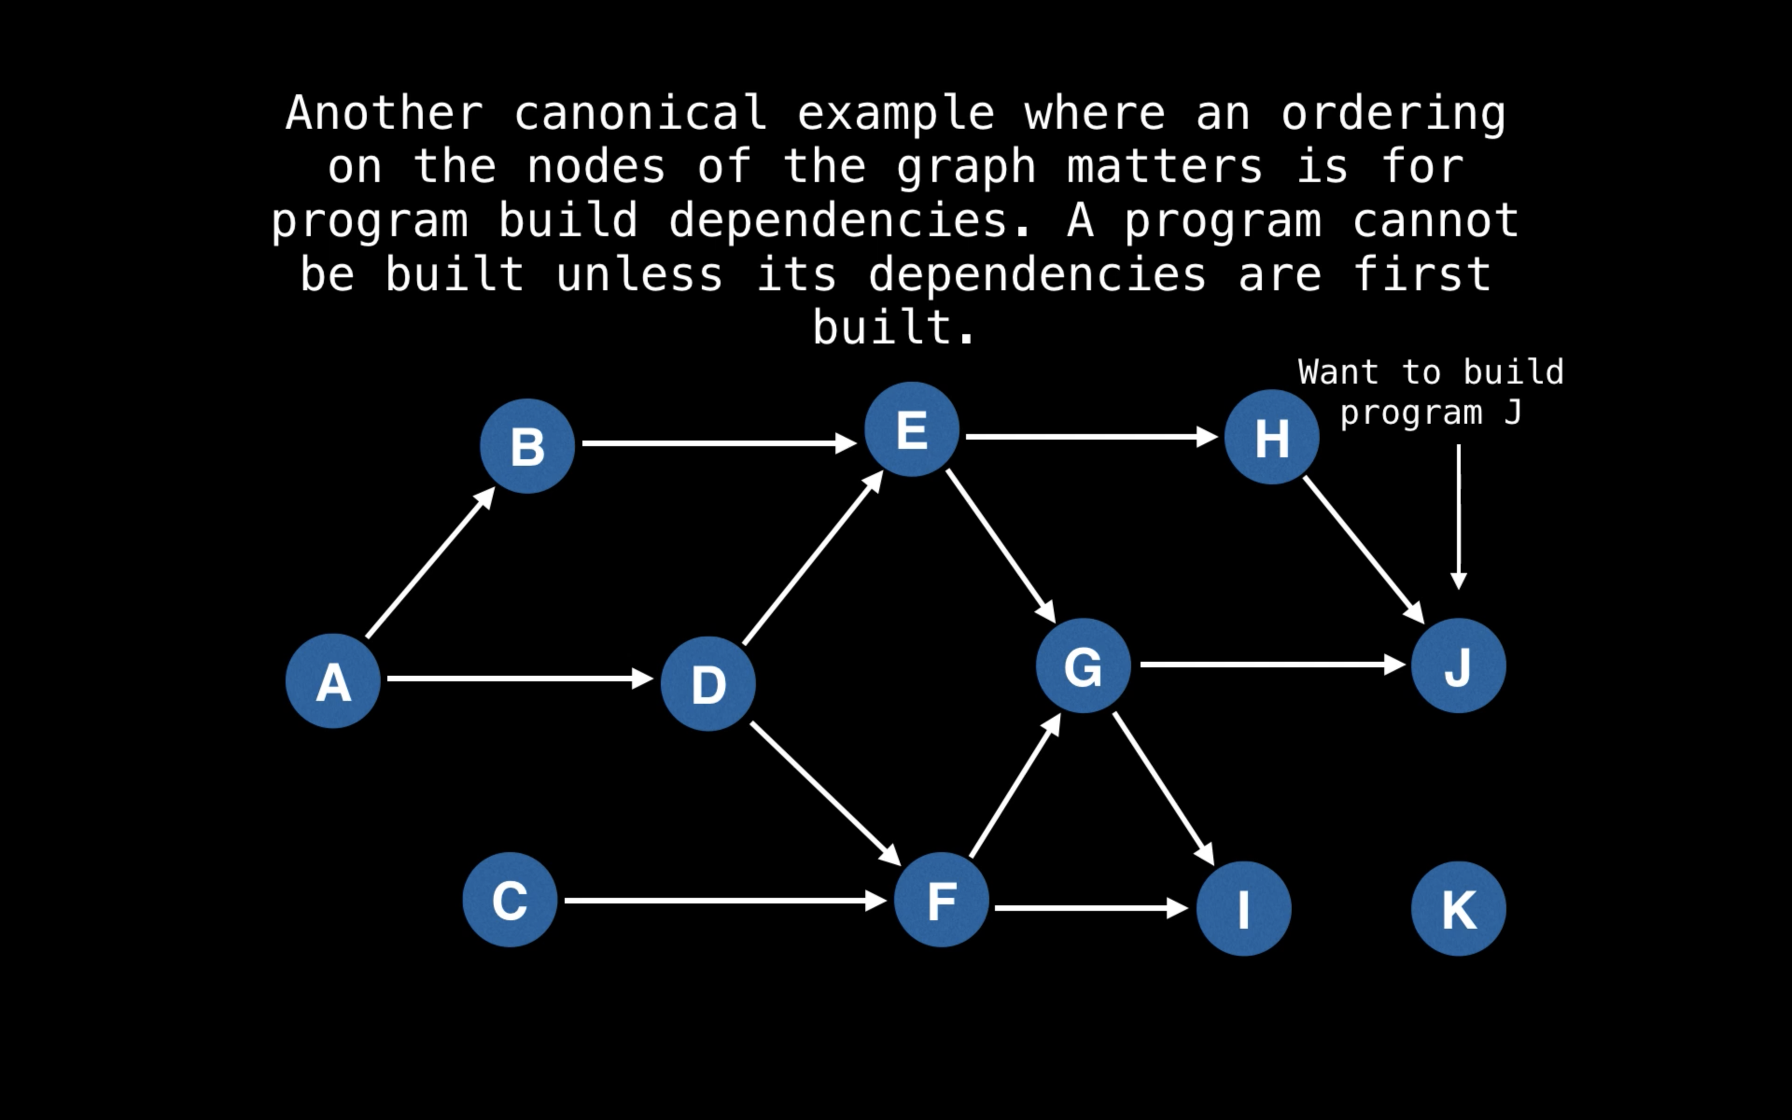 Another canonical example where an ordering
on the nodes of the graph matters is for
program build dependencies. A program cannot
be built unless its dependencies are first
built.
Want to build
program J
B
E
H
A
D
G
J
C
F
I
K